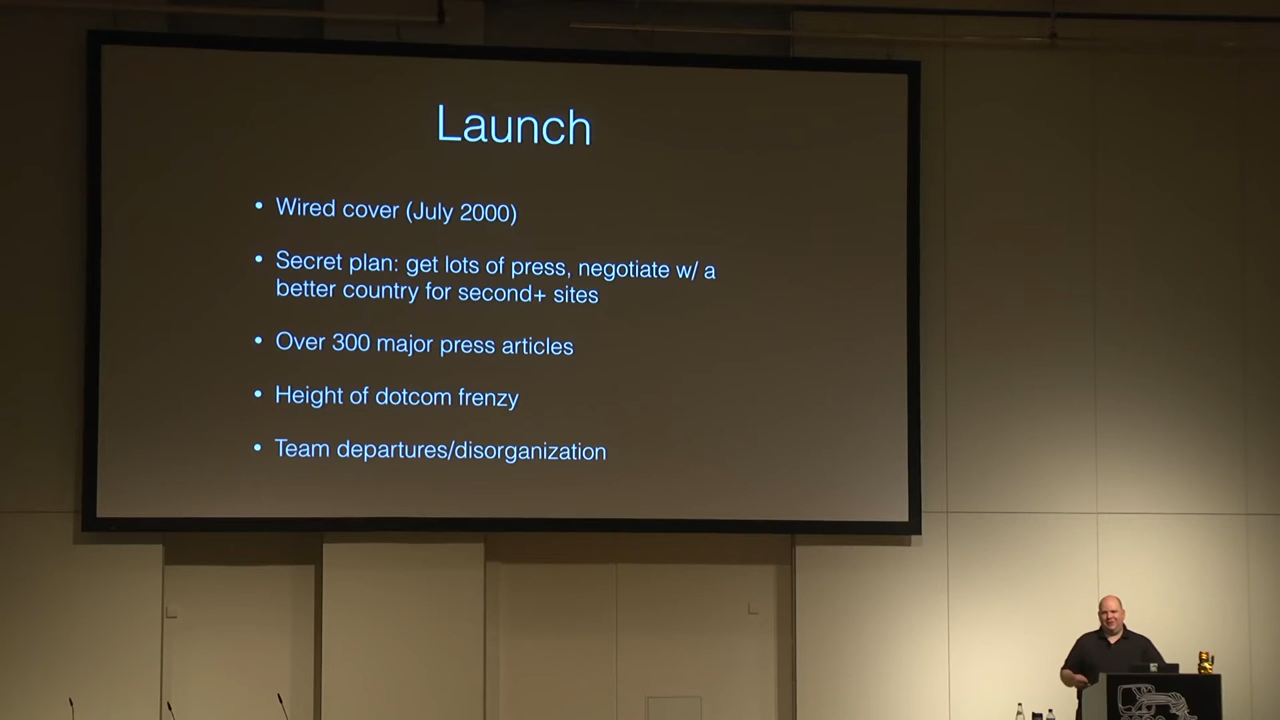 Launch
• Wired cover (July 2000)
• Secret plan: get lots of press, negotiate w/ a
better country for second+ sites
• Over 300 major press articles
• Height of dotcom frenzy
• Team departures/disorganization